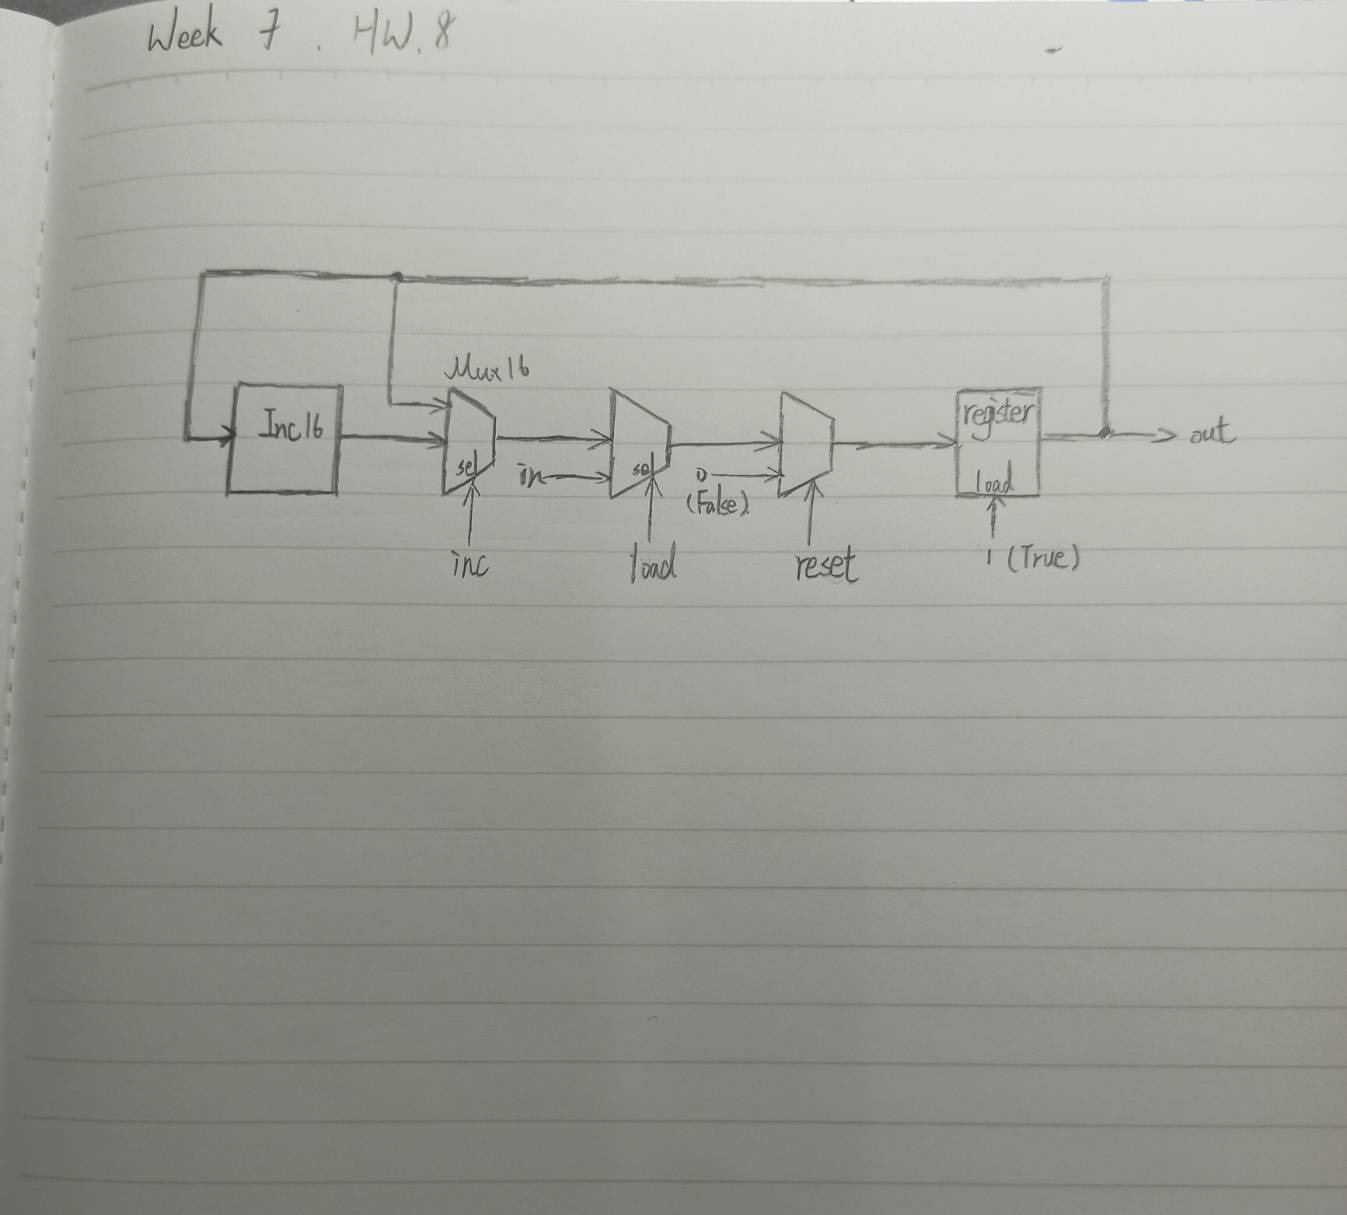 Week 7. HW.8
Mux16
Inc16
sel
in
sel
0
(False)
register
load
out
inc
load
reset
1 (True)